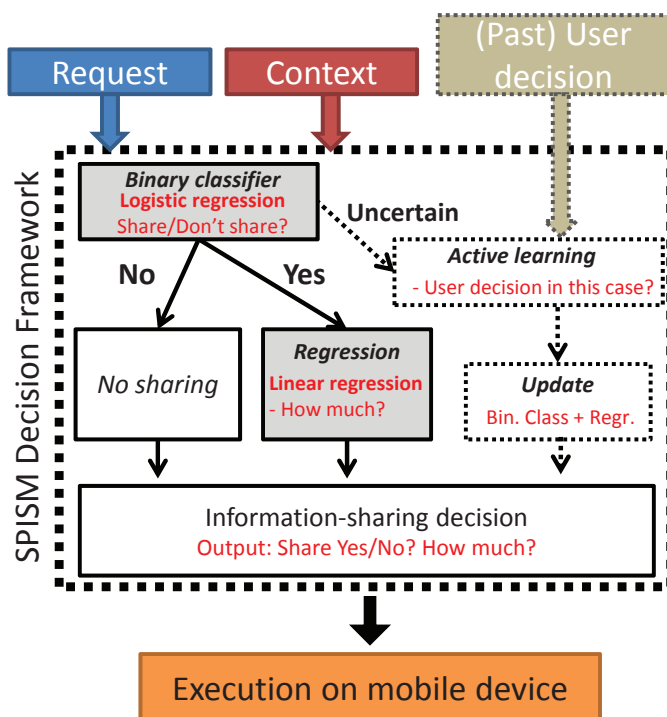 Request
Context
(Past) User
decision
SPISM Decision Framework
Binary classifier
Logistic regression
Share/Don't share?
Uncertain
No
Yes
Active learning
- User decision in this case?
No sharing
Regression
Linear regression
- How much?
Update
Bin. Class + Regr.
Information-sharing decision
Output: Share Yes/No? How much?
Execution on mobile device